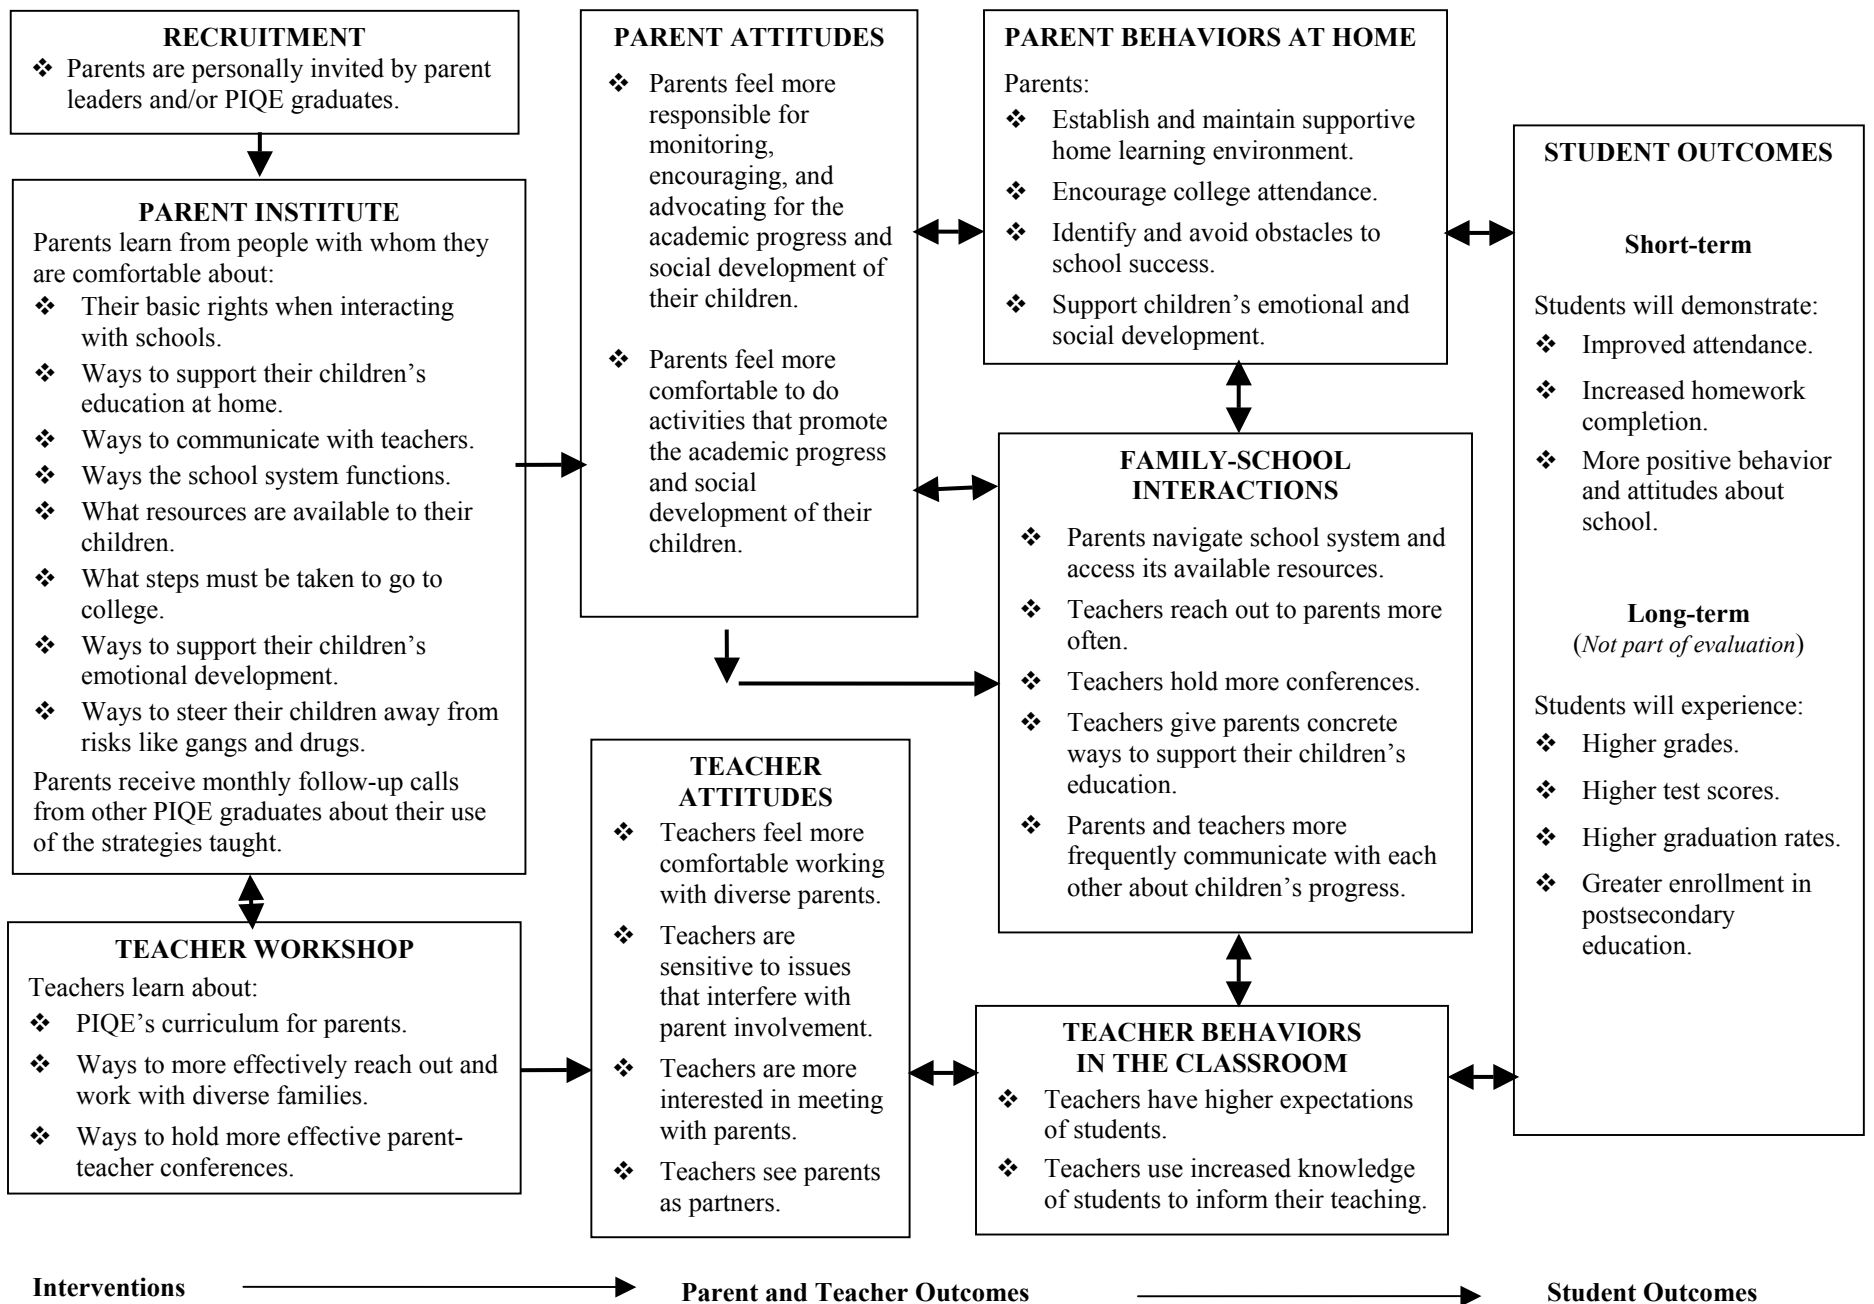 RECRUITMENT
❖ Parents are personally invited by parent
leaders and/or PIQE graduates.
PARENT INSTITUTE
Parents learn from people with whom they
are comfortable about:
❖ Their basic rights when interacting
with schools.
❖ Ways to support their children’s
education at home.
❖ Ways to communicate with teachers.
❖ Ways the school system functions.
❖ What resources are available to their
children.
❖ What steps must be taken to go to
college.
❖ Ways to support their children’s
emotional development.
❖ Ways to steer their children away from
risks like gangs and drugs.
Parents receive monthly follow-up calls
from other PIQE graduates about their use
of the strategies taught.
TEACHER WORKSHOP
Teachers learn about:
❖ PIQE’s curriculum for parents.
❖ Ways to more effectively reach out and
work with diverse families.
❖ Ways to hold more effective parent-
teacher conferences.
PARENT ATTITUDES
❖ Parents feel more
responsible for
monitoring,
encouraging, and
advocating for the
academic progress and
social development of
their children.
❖ Parents feel more
comfortable to do
activities that promote
the academic progress
and social
development of their
children.
TEACHER
ATTITUDES
❖ Teachers feel more
comfortable working
with diverse parents.
❖ Teachers are
sensitive to issues
that interfere with
parent involvement.
❖ Teachers are more
interested in meeting
with parents.
❖ Teachers see parents
as partners.
PARENT BEHAVIORS AT HOME
Parents:
❖ Establish and maintain supportive
home learning environment.
❖ Encourage college attendance.
❖ Identify and avoid obstacles to
school success.
❖ Support children’s emotional and
social development.
FAMILY-SCHOOL
INTERACTIONS
❖ Parents navigate school system and
access its available resources.
❖ Teachers reach out to parents more
often.
❖ Teachers hold more conferences.
❖ Teachers give parents concrete
ways to support their children’s
education.
❖ Parents and teachers more
frequently communicate with each
other about children’s progress.
TEACHER BEHAVIORS
IN THE CLASSROOM
❖ Teachers have higher expectations
of students.
❖ Teachers use increased knowledge
of students to inform their teaching.
STUDENT OUTCOMES
Short-term
Students will demonstrate:
❖ Improved attendance.
❖ Increased homework
completion.
❖ More positive behavior
and attitudes about
school.
Long-term
(Not part of evaluation)
Students will experience:
❖ Higher grades.
❖ Higher test scores.
❖ Higher graduation rates.
❖ Greater enrollment in
postsecondary
education.
Interventions
Parent and Teacher Outcomes
Student Outcomes